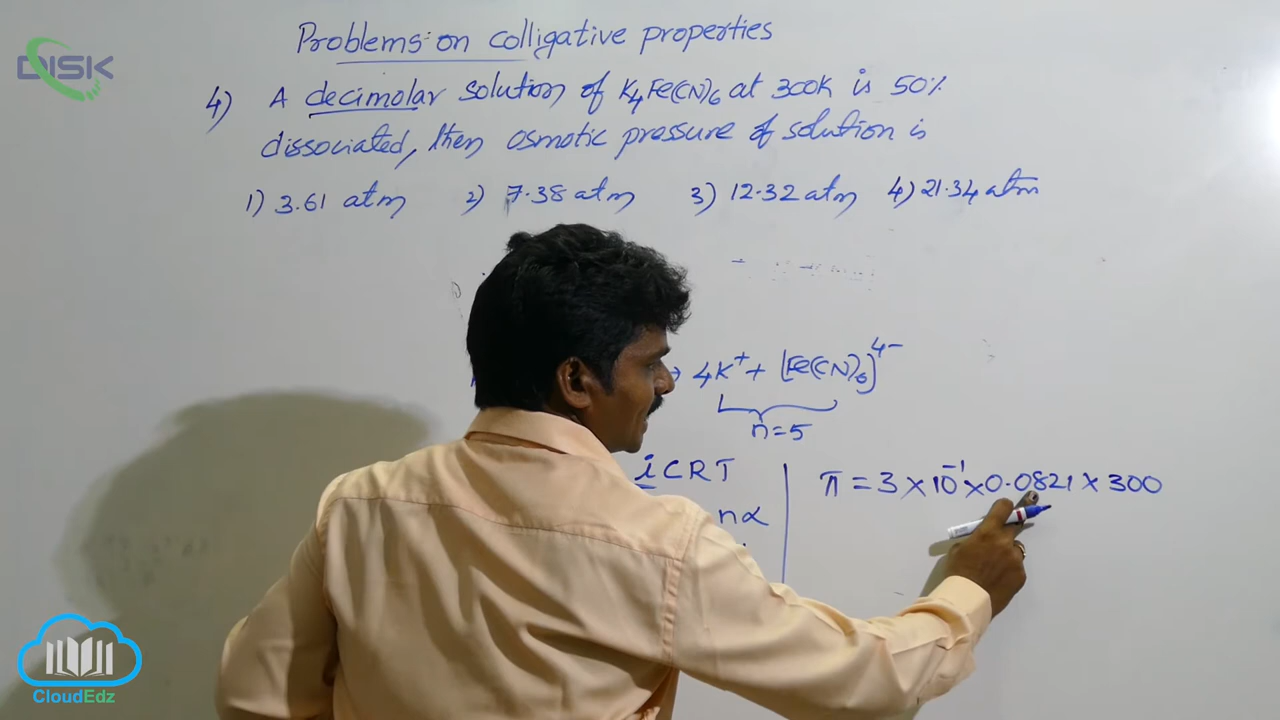 DISK
Problems on colligative properties
4) A decimolar solution of K4Fe(CN)6 at 300K is 50%
dissociated, then osmotic pressure of solution is
1) 3.61 atm 2) 7.38 atm 3) 12.32 atm 4) 21.34 atm
4K⁺ + [Fe(CN)6]⁴⁻
n=5
iCRT
π = 3 × 10⁻¹ × 0.0821 × 300
nα
CloudEdz